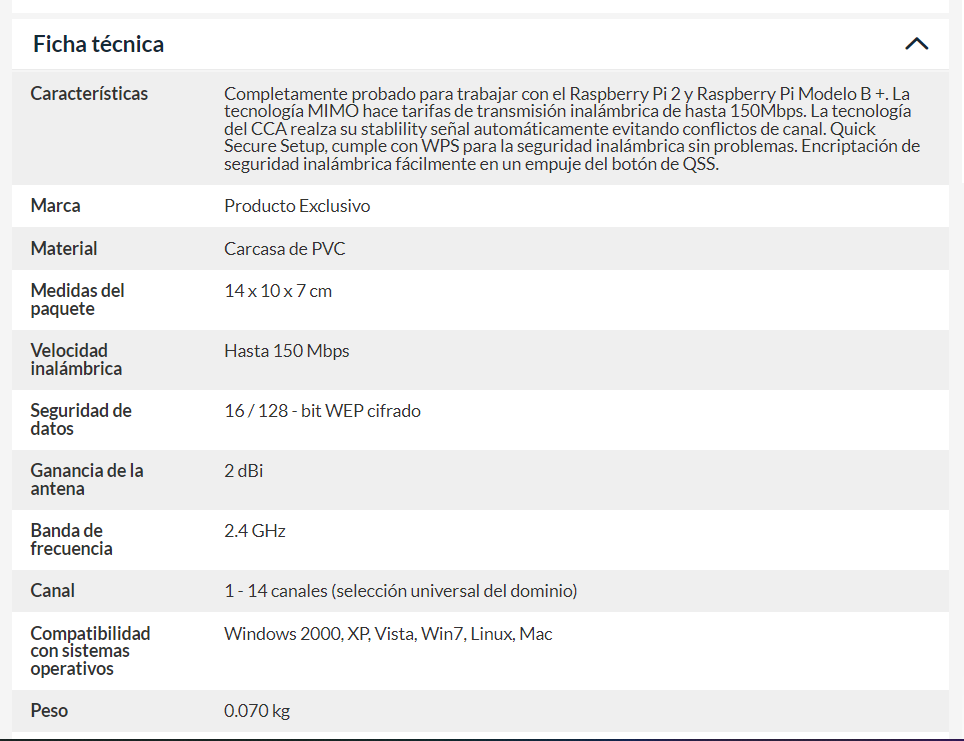 Ficha técnica
Características
Completamente probado para trabajar con el Raspberry Pi 2 y Raspberry Pi Modelo B +. La
tecnología MIMO hace tarifas de transmisión inalámbrica de hasta 150Mbps. La tecnología
del CCA realza su stablility señal automáticamente evitando conflictos de canal. Quick
Secure Setup, cumple con WPS para la seguridad inalámbrica sin problemas. Encriptación de
seguridad inalámbrica fácilmente en un empuje del botón de QSS.
Marca
Producto Exclusivo
Material
Carcasa de PVC
Medidas del
paquete
14 x 10 x 7 cm
Velocidad
inalámbrica
Hasta 150 Mbps
Seguridad de
datos
16 / 128 - bit WEP cifrado
Ganancia de la
antena
2 dBi
Banda de
frecuencia
2.4 GHz
Canal
1 - 14 canales (selección universal del dominio)
Compatibilidad
con sistemas
operativos
Windows 2000, XP, Vista, Win7, Linux, Mac
Peso
0.070 kg